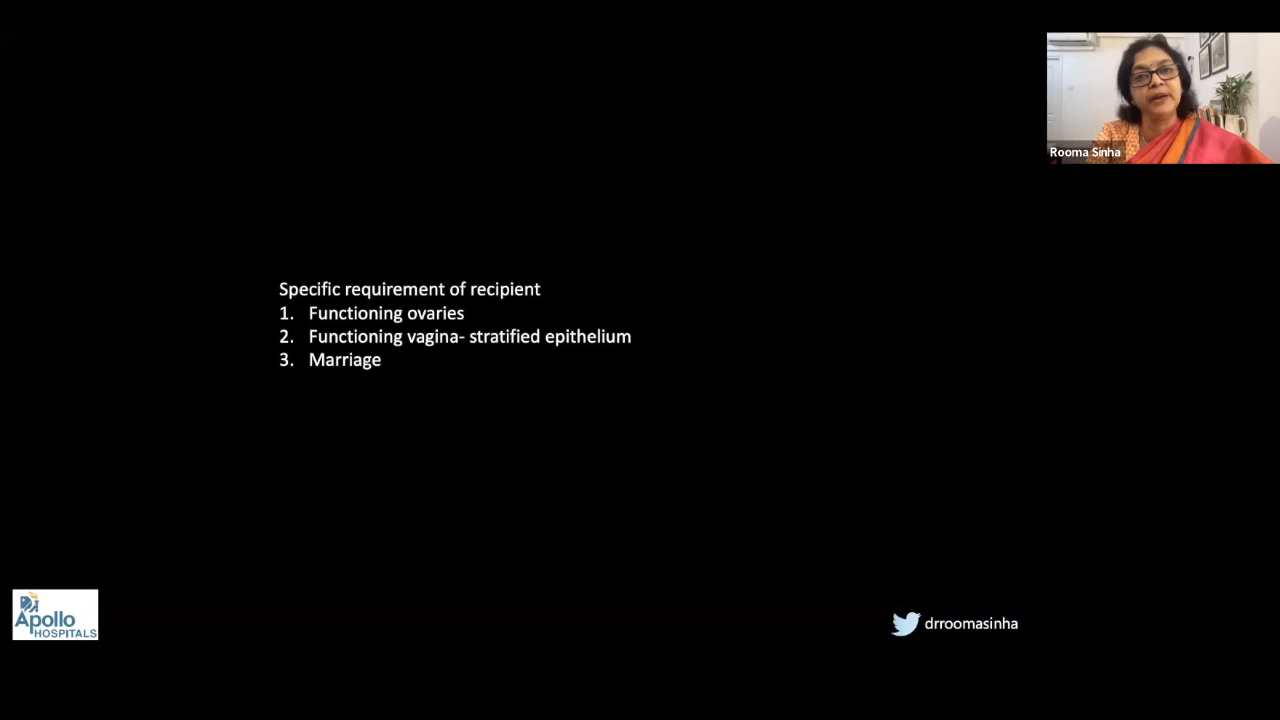 Rooma Sinha
Specific requirement of recipient
1. Functioning ovaries
2. Functioning vagina- stratified epithelium
3. Marriage
Apollo
HOSPITALS
drroomasinha